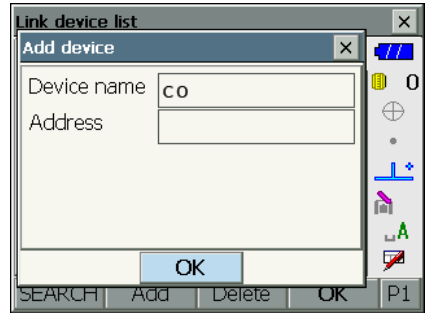 Link device list
Add device
Device name co
0
Address
␣A
OK
SEARCH Add Delete OK P1